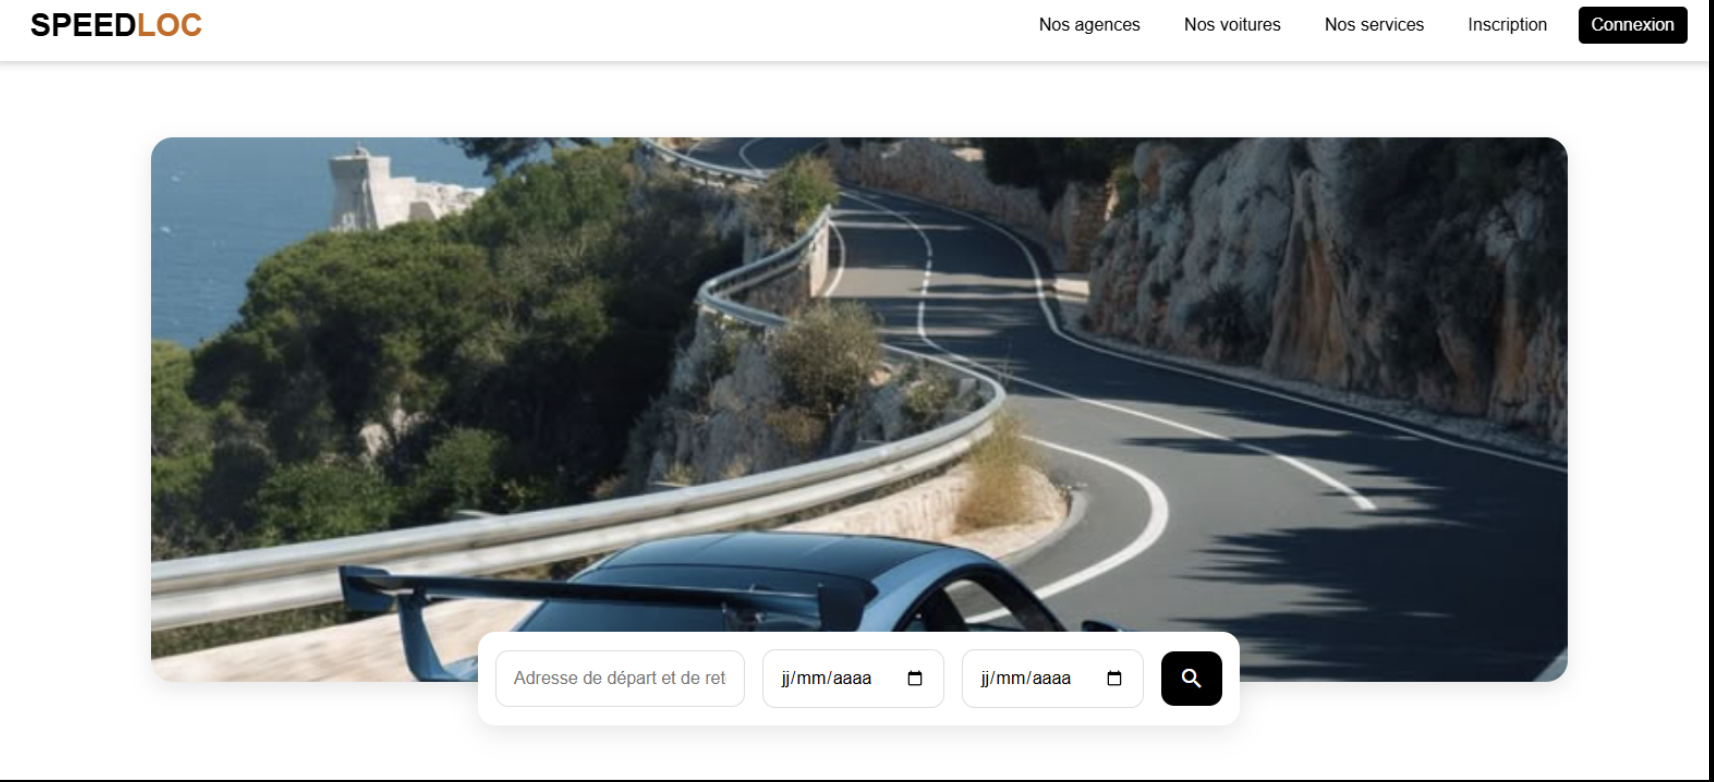 SPEEDLOC
Nos agences
Nos voitures
Nos services
Inscription
Connexion
Adresse de départ et de ret
jj/mm/aaaa
jj/mm/aaaa